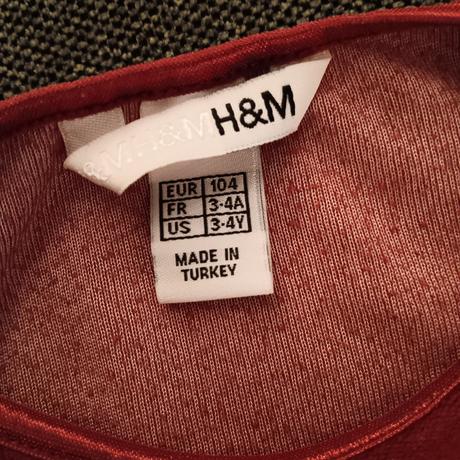 &M H&M H&M
EUR 104
FR 3-4A
US 3-4Y
MADE IN
TURKEY